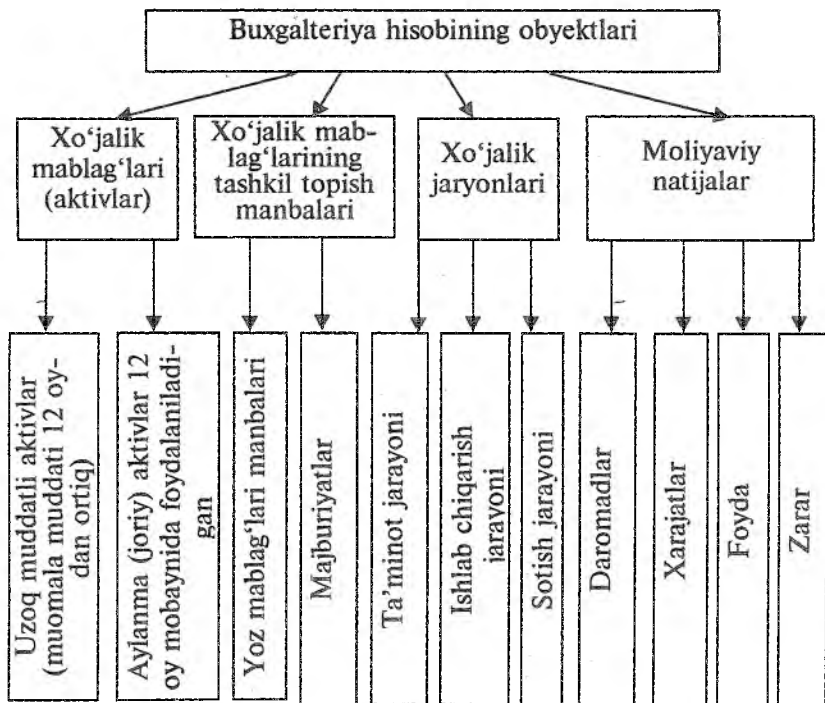 Buxgalteriya hisobining obyektlari
Xo‘jalik
mablag‘lari
(aktivlar)
Xo‘jalik mab-
lag‘larining
tashkil topish
manbalari
Xo‘jalik
jaryonlari
Moliyaviy
natijalar
Uzoq muddatli aktivlar
(muomala muddati 12 oy-
dan ortiq)
Aylanma (joriy) aktivlar 12
oy mobaynida foydalaniladi-
gan
Yoz mablag‘lari manbalari
Majburiyatlar
Ta’minot jarayoni
Ishlab chiqarish
jarayoni
Sotish jarayoni
Daromadlar
Xarajatlar
Foyda
Zarar